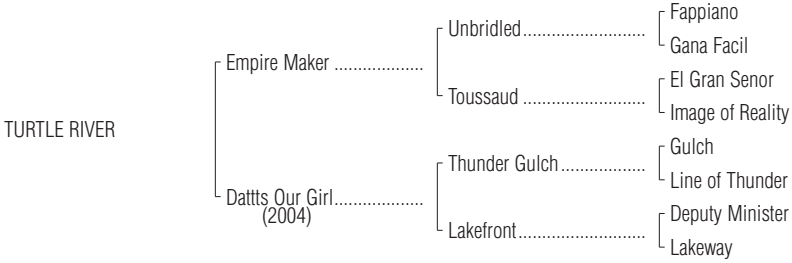 Fappiano
Unbridled..........................
Gana Facil
Empire Maker ...................
El Gran Senor
Toussaud ..........................
Image of Reality
TURTLE RIVER
Gulch
Thunder Gulch..................
Line of Thunder
Dattts Our Girl...................
(2004)
Deputy Minister
Lakefront...........................
Lakeway